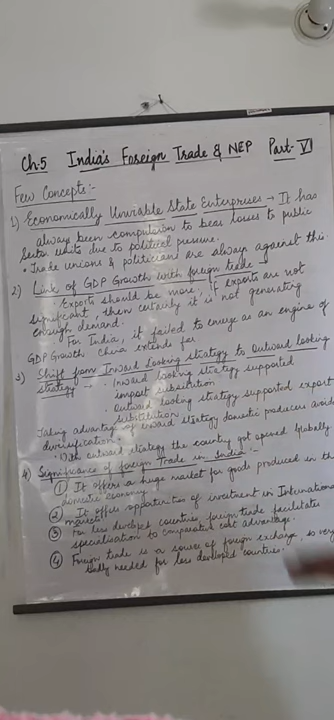 Ch.5 India's Foreign Trade & NEP Part-VI
Few Concepts:-
1) Economically Unviable State Enterprises → It has
always been compulsion to bear losses to public
Sector Units due to political pressure.
• Trade unions & politicians are always against this.
2) Link of GDP Growth with foreign trade →
• Exports should be more, if exports are not
significant, then certainly it is not generating
enough demand.
For India, it failed to emerge as an engine of
GDP Growth China extends far
3) Shift from Inward Looking strategy to Outward looking
strategy → • Inward looking strategy supported
import substitution
• Outward looking strategy supported export
substitution
Taking advantage of inward strategy domestic producers avoid
diversification.
• With outward strategy the country got opened Globally.
4) Significance of foreign Trade in India:-
① It offers a huge market for goods produced in the
domestic economy.
② It offers opportunities of investment in International
market.
③ For less developed countries foreign trade facilitates
specialisation to comparative cost advantage.
④ Foreign trade is a source of foreign exchange, so very
badly needed for less developed countries.